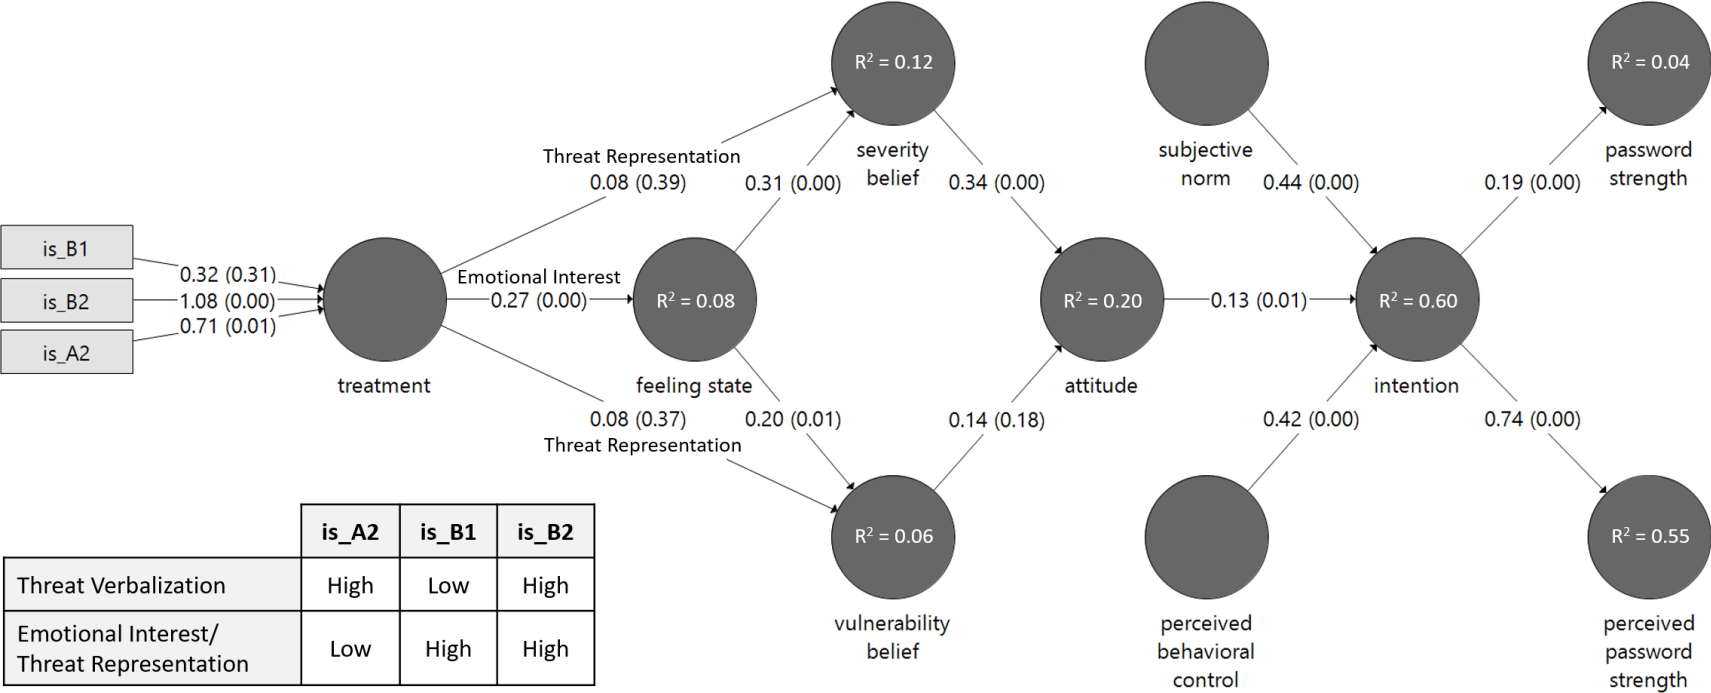 R² = 0.12
R² = 0.04
Threat Representation
0.08 (0.39)
0.31 (0.00)
severity
belief
0.34 (0.00)
subjective
norm
0.44 (0.00)
0.19 (0.00)
password
strength
is_B1
is_B2
is_A2
0.32 (0.31)
1.08 (0.00)
0.71 (0.01)
treatment
Emotional Interest
0.27 (0.00)
R² = 0.08
feeling state
R² = 0.20
attitude
0.13 (0.01)
R² = 0.60
intention
0.08 (0.37)
Threat Representation
0.20 (0.01)
0.14 (0.18)
0.42 (0.00)
0.74 (0.00)
R² = 0.06
vulnerability
belief
perceived
behavioral
control
R² = 0.55
perceived
password
strength
is_A2 is_B1 is_B2
Threat Verbalization High Low High
Emotional Interest/
Threat Representation Low High High